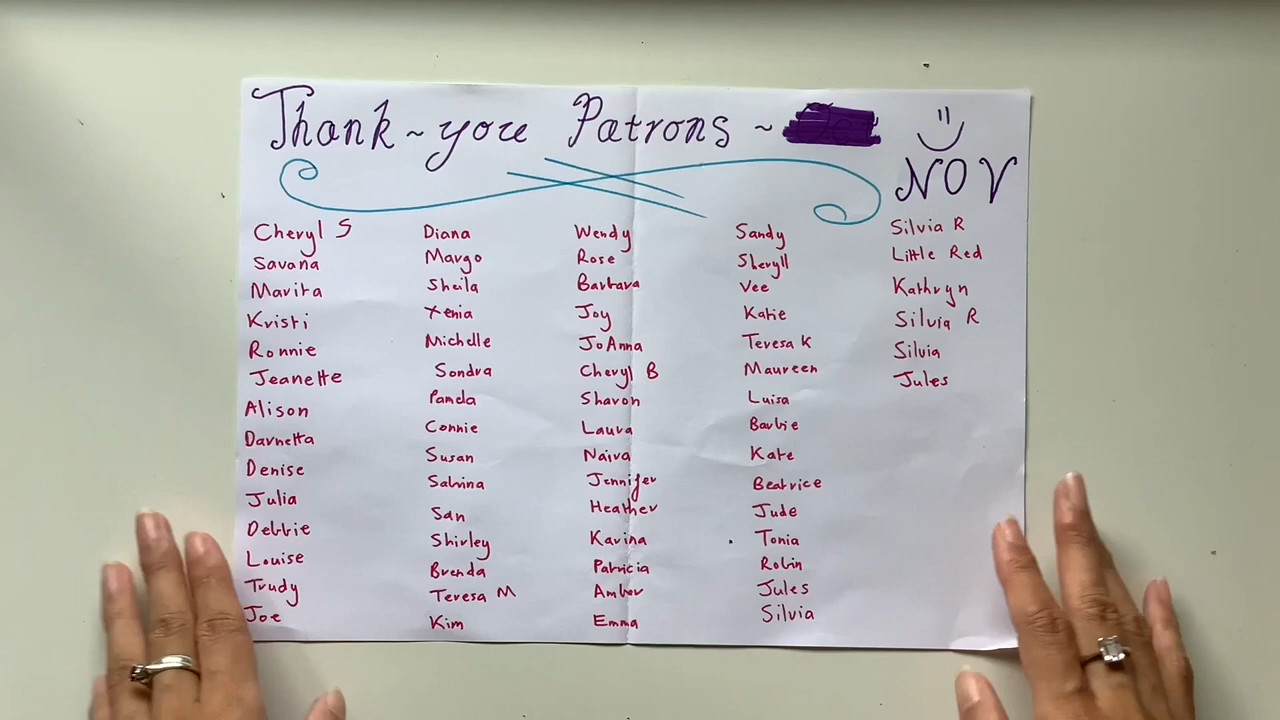 Thank~you Patrons ~
NOV
Cheryl S
Savana
Marita
Kristi
Ronnie
Jeanette
Alison
Darnetta
Denise
Julia
Debbie
Louise
Trudy
Joe
Diana
Margo
Sheila
Xenia
Michelle
Sondra
Pamela
Connie
Susan
Sabrina
San
Shirley
Brenda
Teresa M
Kim
Wendy
Rose
Barbara
Joy
JoAnna
Cheryl B
Sharon
Laura
Naira
Jennifer
Heather
Karina
Patricia
Amber
Emma
Sandy
Sheryll
Vee
Katie
Teresa K
Maureen
Luisa
Barbie
Kate
Beatrice
Jude
Tonia
Robin
Jules
Silvia
Silvia R
Little Red
Kathryn
Silvia R
Silvia
Jules